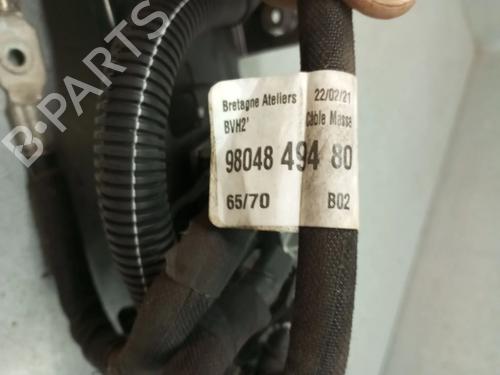 Bretagne Ateliers 22/02/21
BVH2' Câble Masse
98048 494 80
65/70 B02
B-PARTS